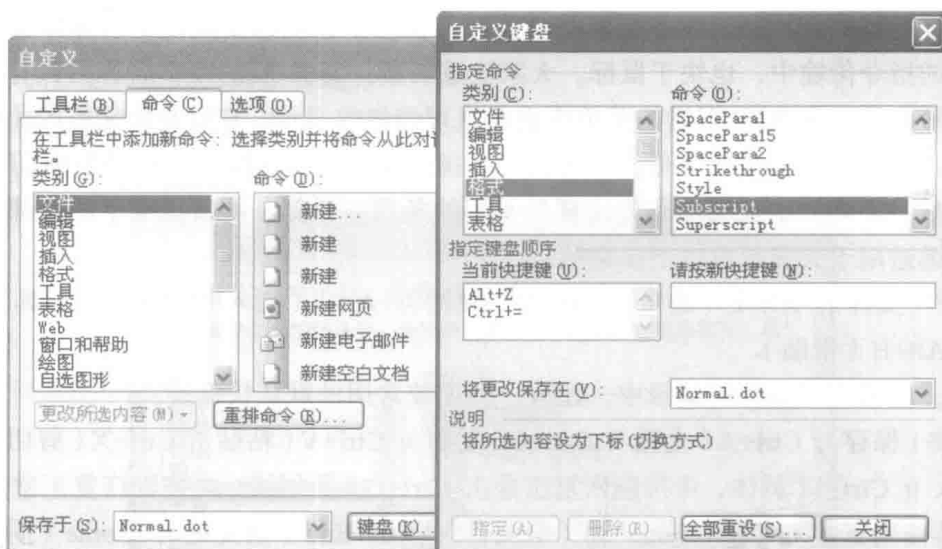 自定义
工具栏(B) 命令(C) 选项(O)
在工具栏中添加新命令: 选择类别并将命令从此对
栏。
类别(G): 命令(D):
文件
编辑
视图
插入
格式
工具
表格
Web
窗口和帮助
绘图
自选图形
新建...
新建
新建
新建网页
新建电子邮件
新建空白文档
更改所选内容(M) 重排命令(R)...
保存于(S): Normal.dot 键盘(K).
自定义键盘
指定命令
类别(C): 命令(O):
文件
编辑
视图
插入
格式
工具
表格
SpacePara1
SpacePara15
SpacePara2
Strikethrough
Style
Subscript
Superscript
指定键盘顺序
当前快捷键(U): 请按新快捷键(N):
Alt+Z
Ctrl+=
将更改保存在(V): Normal.dot
说明
将所选内容设为下标(切换方式)
指定(A) 删除(R) 全部重设(S)... 关闭